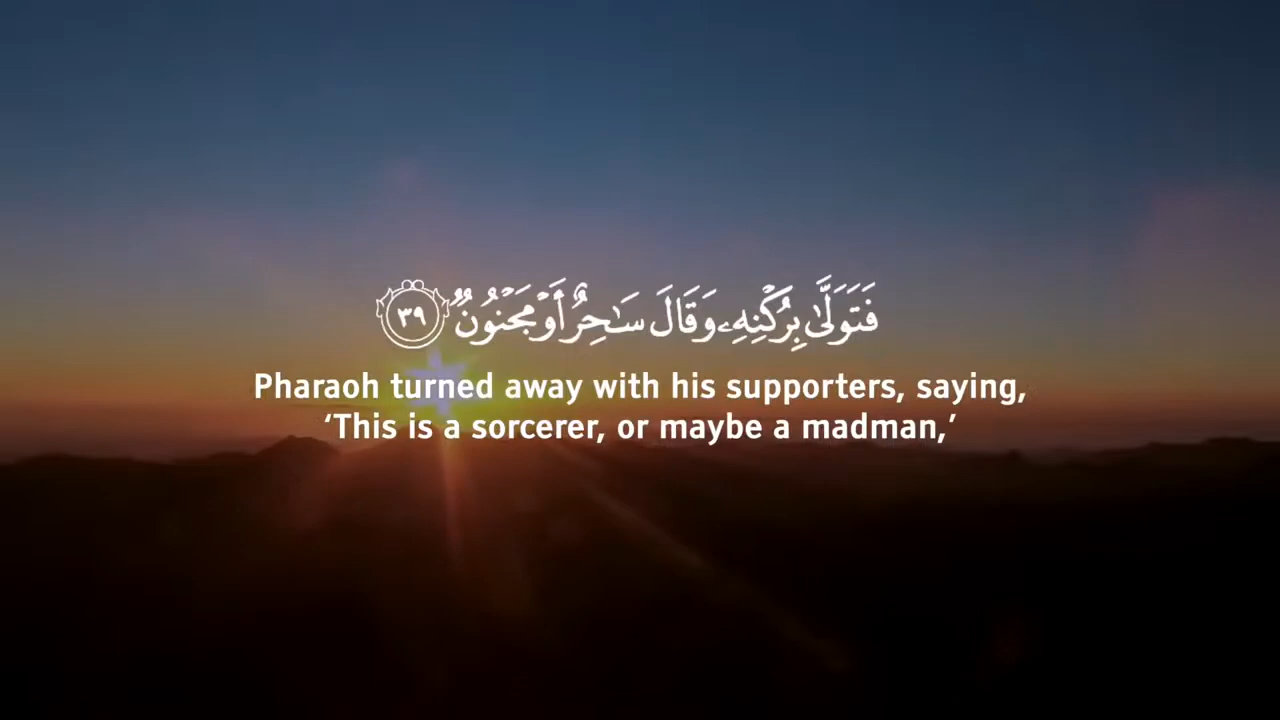 فَتَوَلَّىٰ بِرُكْنِهِۦ وَقَالَ سَٰحِرٌ أَوْ مَجْنُونٌ ٣٩
Pharaoh turned away with his supporters, saying,
‘This is a sorcerer, or maybe a madman,’